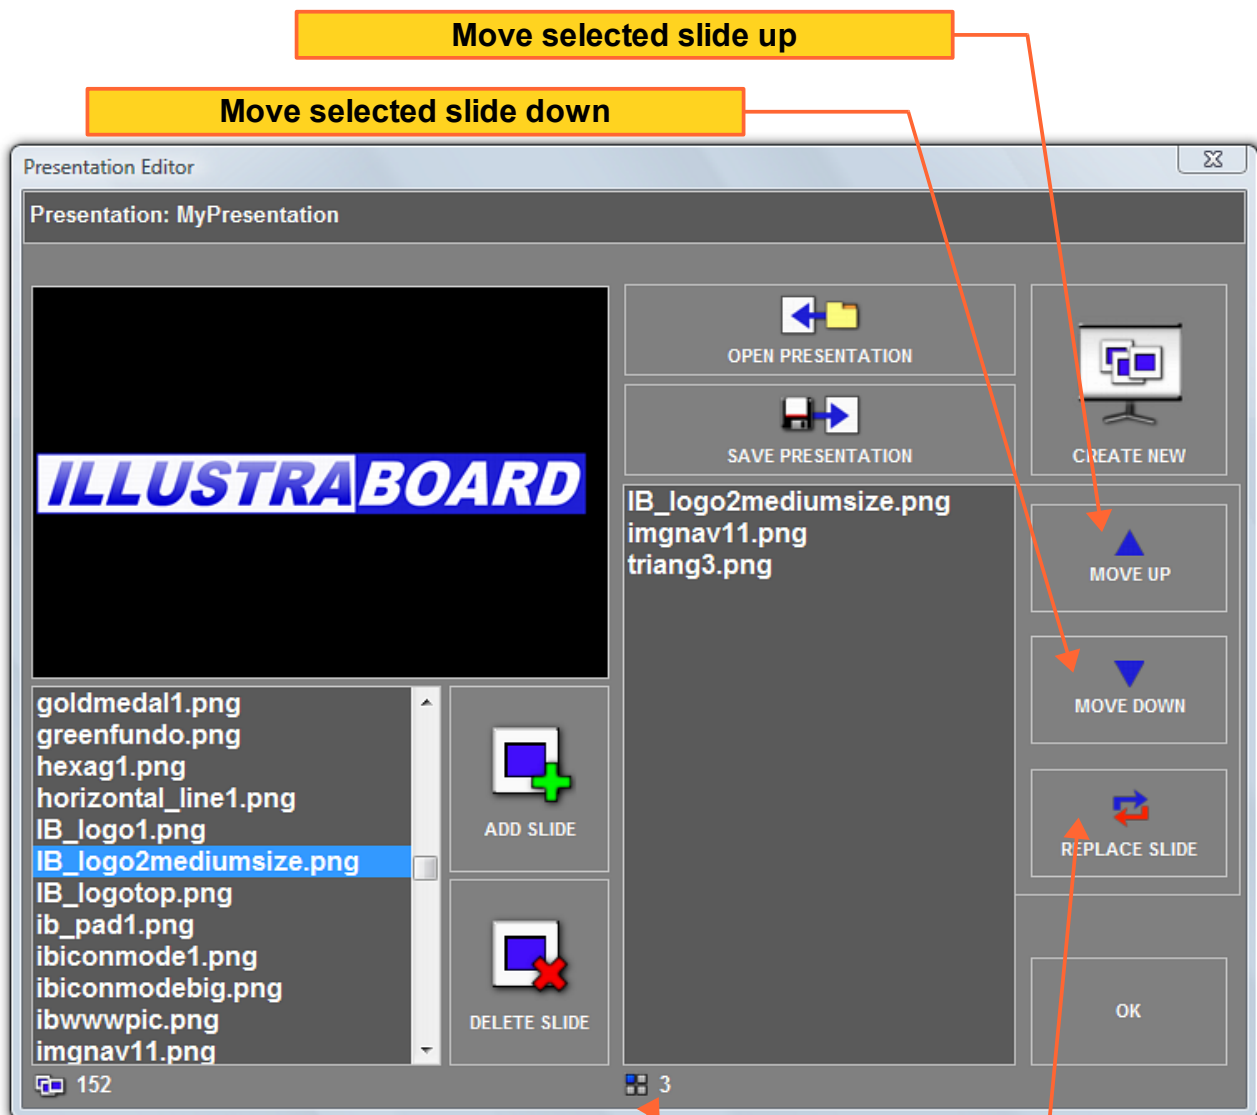 Move selected slide up
Move selected slide down
Presentation Editor
Presentation: MyPresentation
ILLUSTRABOARD
OPEN PRESENTATION
SAVE PRESENTATION
CREATE NEW
IB_logo2mediumsize.png
imgnav11.png
triang3.png
MOVE UP
MOVE DOWN
REPLACE SLIDE
goldmedal1.png
greenfundo.png
hexag1.png
horizontal_line1.png
IB_logo1.png
IB_logo2mediumsize.png
IB_logotop.png
ib_pad1.png
ibiconmode1.png
ibiconmodebig.png
ibwwwpic.png
imgnav11.png
ADD SLIDE
DELETE SLIDE
OK
152
3